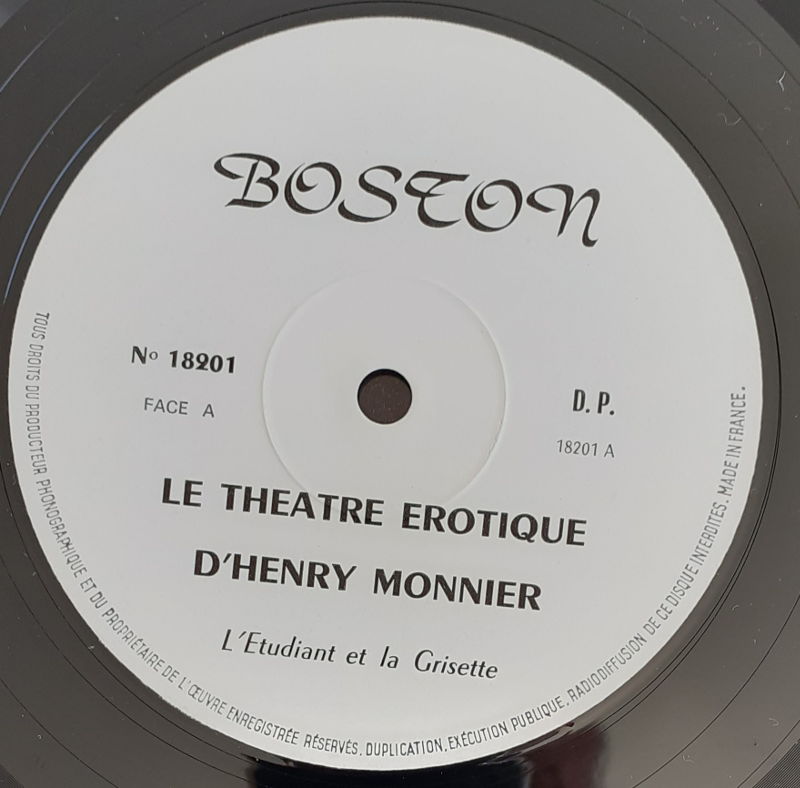 BOSTON
Nº 18201
FACE A
D. P.
18201 A
LE THEATRE EROTIQUE
D'HENRY MONNIER
L'Etudiant et la Grisette
TOUS DROITS DU PRODUCTEUR PHONOGRAPHIQUE ET DU PROPRIÉTAIRE DE L'ŒUVRE ENREGISTRÉE RÉSERVÉS. DUPLICATION, EXÉCUTION PUBLIQUE, RADIODIFFUSION DE CE DISQUE INTERDITES. MADE IN FRANCE.